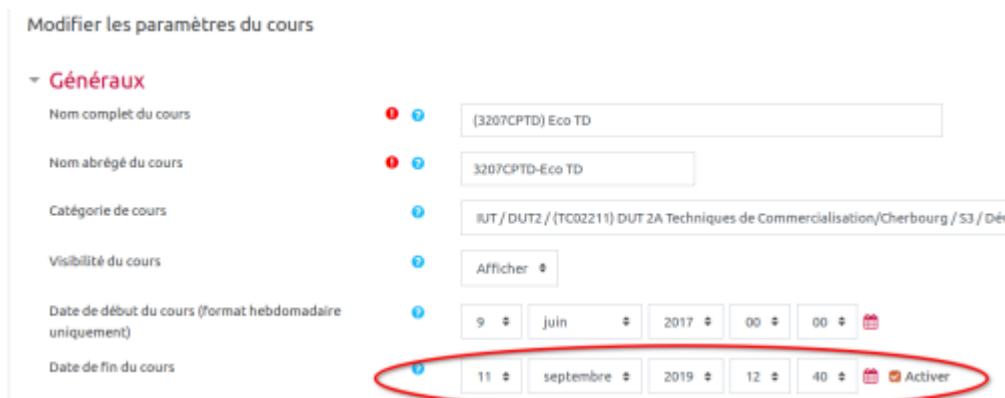 Modifier les paramètres du cours
Généraux
Nom complet du cours
(3207CPTD) Eco TD
Nom abrégé du cours
3207CPTD-Eco TD
Catégorie de cours
IUT / DUT2 / (TC02211) DUT 2A Techniques de Commercialisation/Cherbourg / S3 /
Visibilité du cours
Afficher
Date de début du cours (format hebdomadaire
uniquement)
9 juin 2017 00 00
Date de fin du cours
11 septembre 2019 12 40 Activer